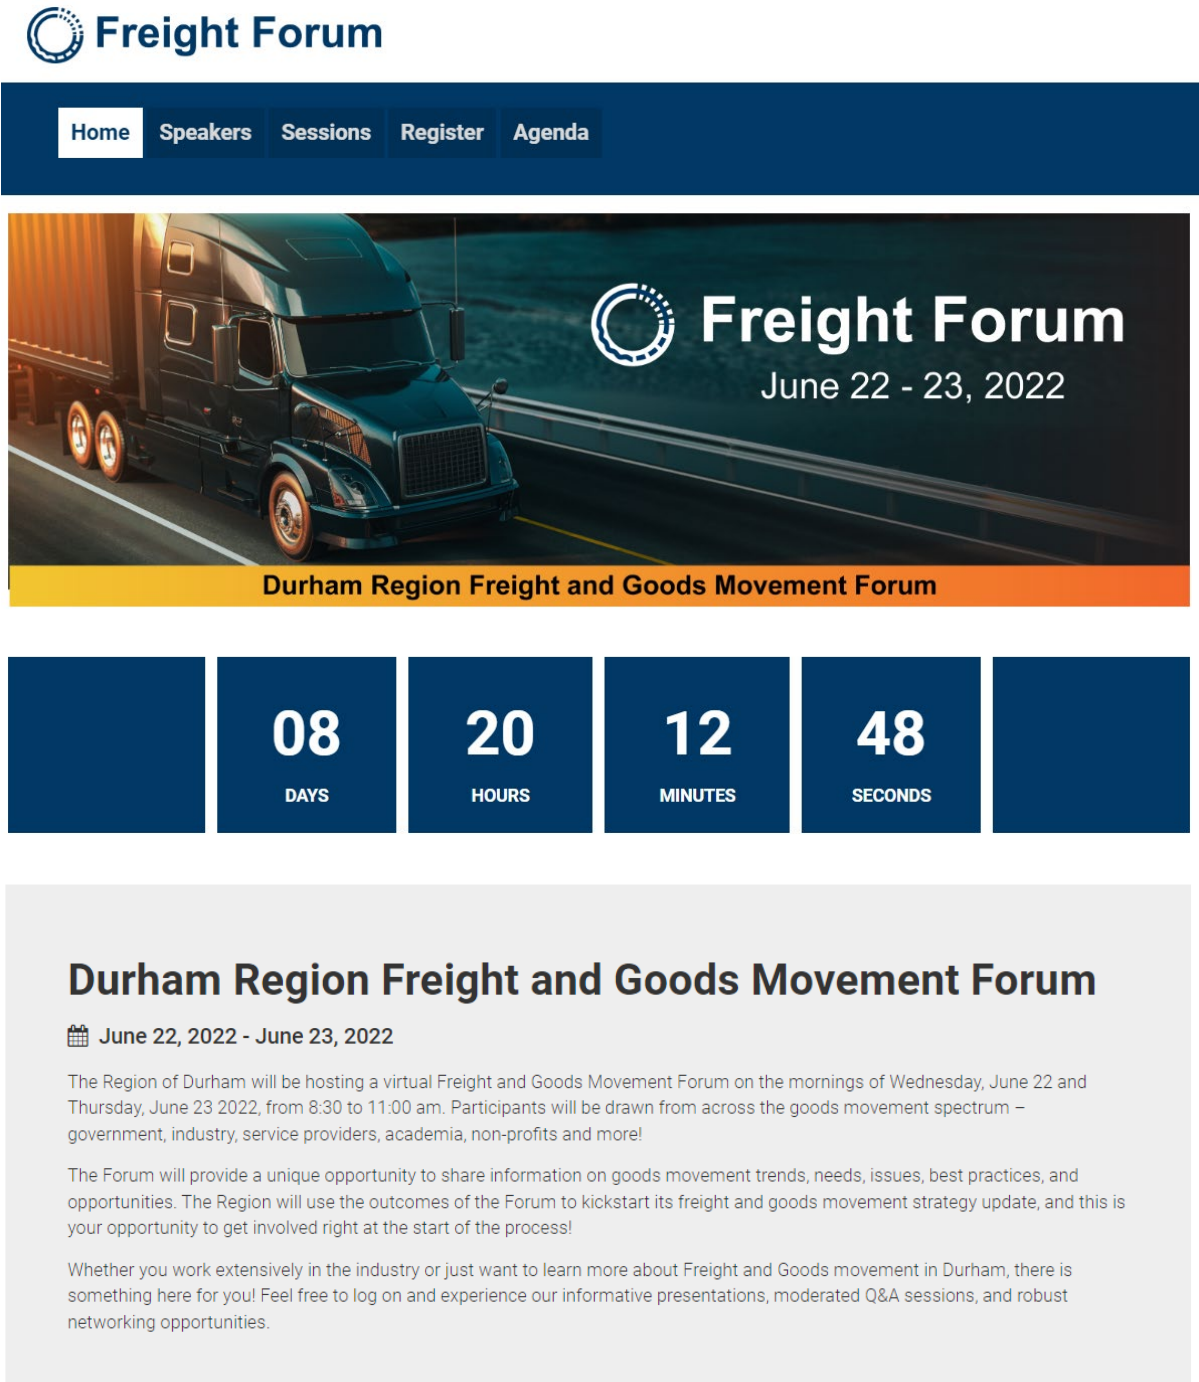 Freight Forum
Home Speakers Sessions Register Agenda
Freight Forum
June 22 - 23, 2022
Durham Region Freight and Goods Movement Forum
08 20 12 48
DAYS HOURS MINUTES SECONDS
Durham Region Freight and Goods Movement Forum
June 22, 2022 - June 23, 2022
The Region of Durham will be hosting a virtual Freight and Goods Movement Forum on the mornings of Wednesday, June 22 and
Thursday, June 23 2022, from 8:30 to 11:00 am. Participants will be drawn from across the goods movement spectrum –
government, industry, service providers, academia, non-profits and more!
The Forum will provide a unique opportunity to share information on goods movement trends, needs, issues, best practices, and
opportunities. The Region will use the outcomes of the Forum to kickstart its freight and goods movement strategy update, and this is
your opportunity to get involved right at the start of the process!
Whether you work extensively in the industry or just want to learn more about Freight and Goods movement in Durham, there is
something here for you! Feel free to log on and experience our informative presentations, moderated Q&A sessions, and robust
networking opportunities.